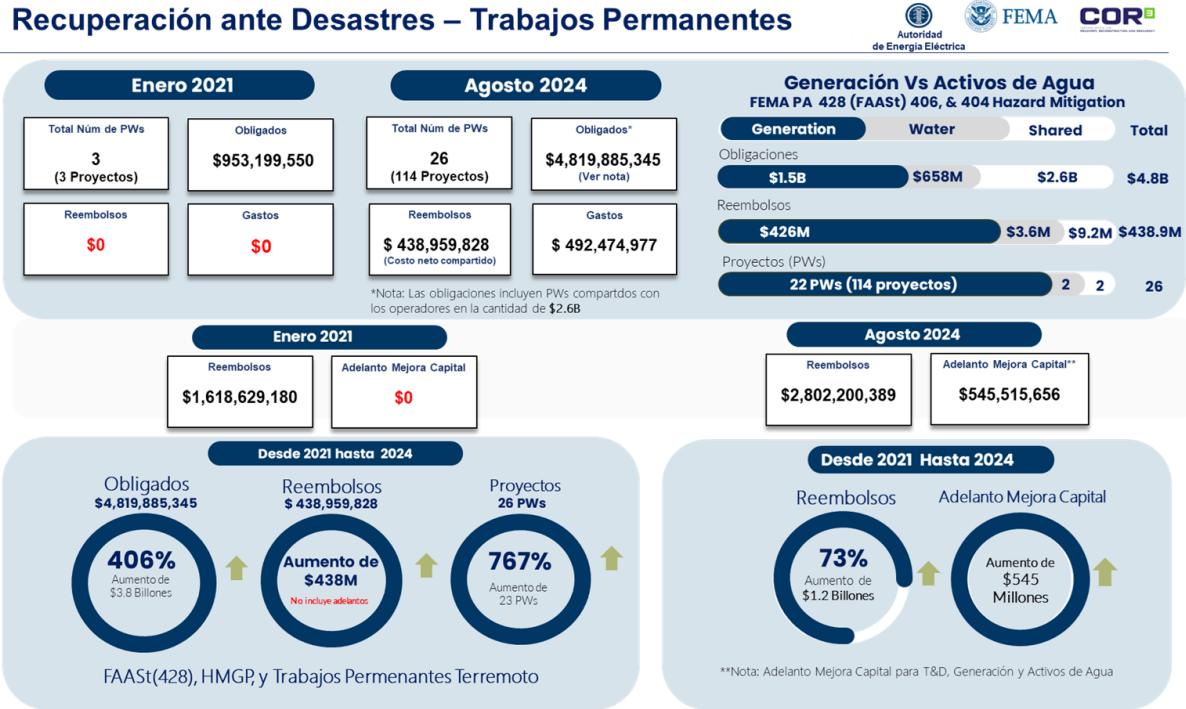 Recuperación ante Desastres – Trabajos Permanentes
Autoridad
de Energía Eléctrica
FEMA
COR3
Enero 2021
Total Núm de PWs
3
(3 Proyectos)
Obligados
$953,199,550
Reembolsos
$0
Gastos
$0
Agosto 2024
Total Núm de PWs
26
(114 Proyectos)
Obligados*
$4,819,885,345
(Ver nota)
Reembolsos
$ 438,959,828
(Costo neto compartido)
Gastos
$ 492,474,977
*Nota: Las obligaciones incluyen PWs compartdos con
los operadores en la cantidad de $2.6B
Generación Vs Activos de Agua
FEMA PA 428 (FAASt) 406, & 404 Hazard Mitigation
Generation Water Shared Total
Obligaciones
$1.5B $658M $2.6B $4.8B
Reembolsos
$426M $3.6M $9.2M $438.9M
Proyectos (PWs)
22 PWs (114 proyectos) 2 2 26
Enero 2021
Reembolsos
$1,618,629,180
Adelanto Mejora Capital
$0
Agosto 2024
Reembolsos
$2,802,200,389
Adelanto Mejora Capital**
$545,515,656
Desde 2021 hasta 2024
Obligados
$4,819,885,345
406%
Aumento de
$3.8 Billones
Reembolsos
$ 438,959,828
Aumento de
$438M
No incluye adelantos
Proyectos
26 PWs
767%
Aumento de
23 PWs
FAASt(428), HMGP, y Trabajos Permenantes Terremoto
Desde 2021 Hasta 2024
Reembolsos
73%
Aumento de
$1.2 Billones
Adelanto Mejora Capital
Aumento de
$545
Millones
**Nota: Adelanto Mejora Capital para T&D, Generación y Activos de Agua